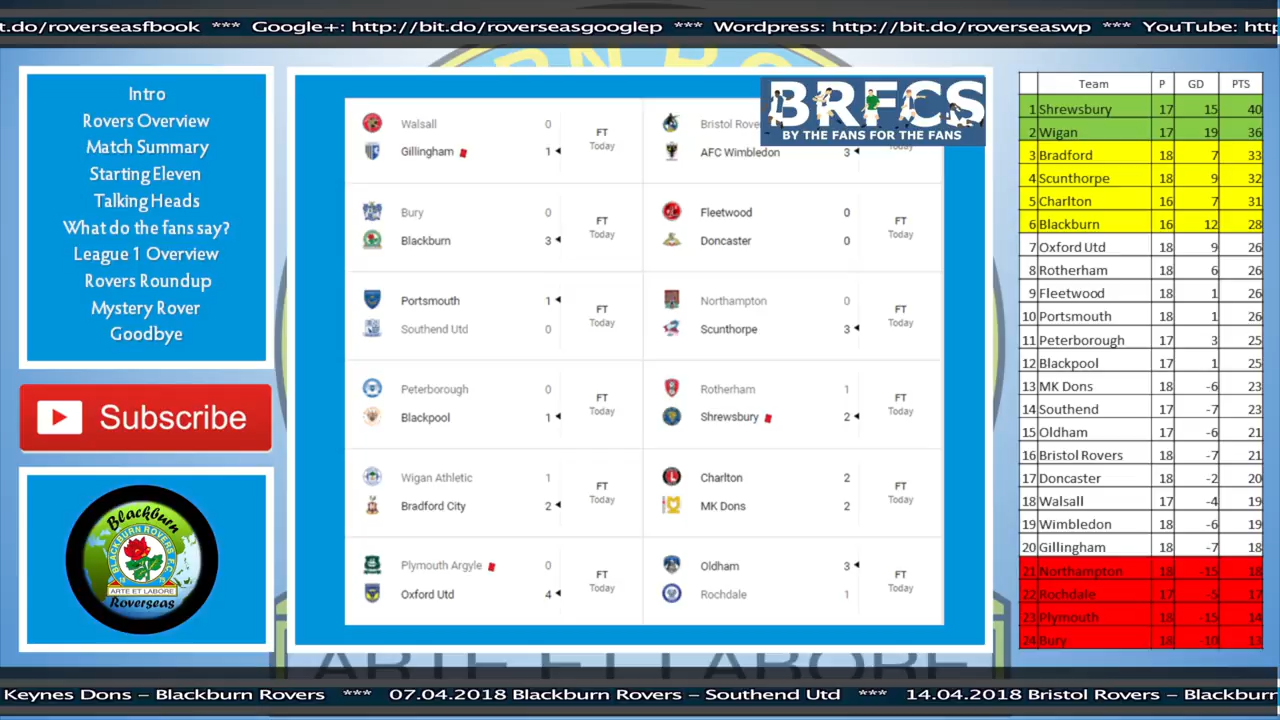 t.do/roverseasfbook *** Google+: http://bit.do/roverseasgooglep *** Wordpress: http://bit.do/roverseaswp *** YouTube: http
Intro
Rovers Overview
Match Summary
Starting Eleven
Talking Heads
What do the fans say?
League 1 Overview
Rovers Roundup
Mystery Rover
Goodbye
Subscribe
Blackburn
BLACKBURN ROVERS F.C.
18 75
ARTE ET LABORE
Roverseas
BRFCS
BY THE FANS FOR THE FANS
Walsall 0
Gillingham 1
FT
Today
Bristol Rove
AFC Wimbledon 3
Today
Bury 0
Blackburn 3
FT
Today
Fleetwood 0
Doncaster 0
FT
Today
Portsmouth 1
Southend Utd 0
FT
Today
Northampton 0
Scunthorpe 3
FT
Today
Peterborough 0
Blackpool 1
FT
Today
Rotherham 1
Shrewsbury 2
FT
Today
Wigan Athletic 1
Bradford City 2
FT
Today
Charlton 2
MK Dons 2
FT
Today
Plymouth Argyle 0
Oxford Utd 4
FT
Today
Oldham 3
Rochdale 1
FT
Today
Team P GD PTS
1 Shrewsbury 17 15 40
2 Wigan 17 19 36
3 Bradford 18 7 33
4 Scunthorpe 18 9 32
5 Charlton 16 7 31
6 Blackburn 16 12 28
7 Oxford Utd 18 9 26
8 Rotherham 18 6 26
9 Fleetwood 18 1 26
10 Portsmouth 18 1 26
11 Peterborough 17 3 25
12 Blackpool 17 1 25
13 MK Dons 18 -6 23
14 Southend 17 -7 23
15 Oldham 17 -6 21
16 Bristol Rovers 18 -7 21
17 Doncaster 18 -2 20
18 Walsall 17 -4 19
19 Wimbledon 18 -6 19
20 Gillingham 18 -7 18
21 Northampton 18 -15 18
22 Rochdale 17 -5 17
23 Plymouth 18 -15 14
24 Bury 18 -10 13
ARTE ET LABORE
Keynes Dons – Blackburn Rovers *** 07.04.2018 Blackburn Rovers – Southend Utd *** 14.04.2018 Bristol Rovers – Blackbur